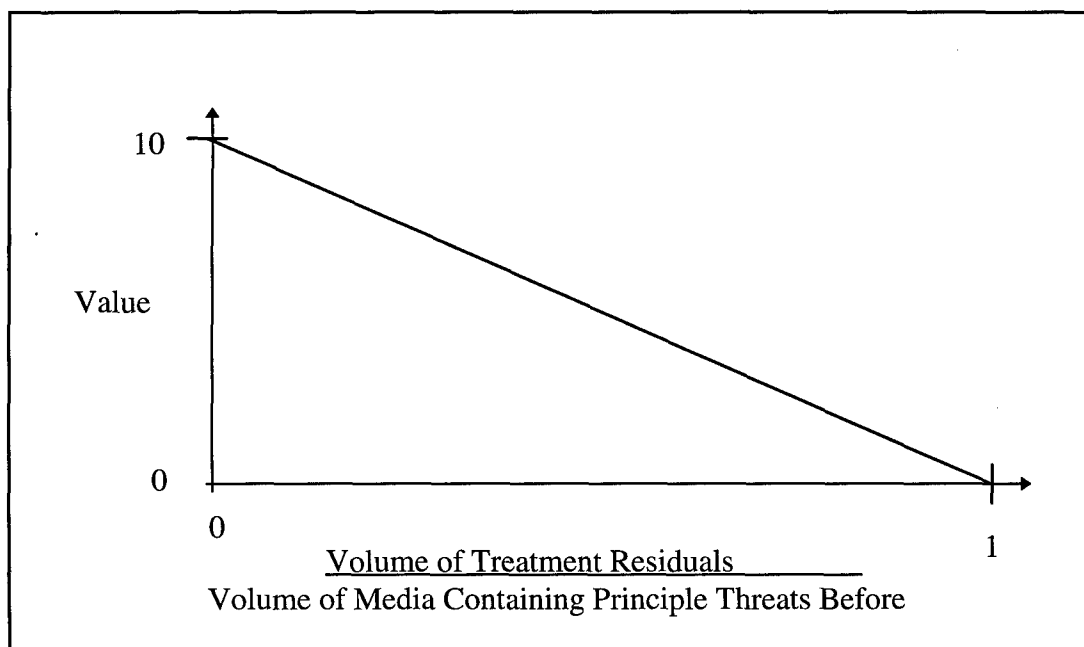 10
Value
0
0
1
Volume of Treatment Residuals
Volume of Media Containing Principle Threats Before